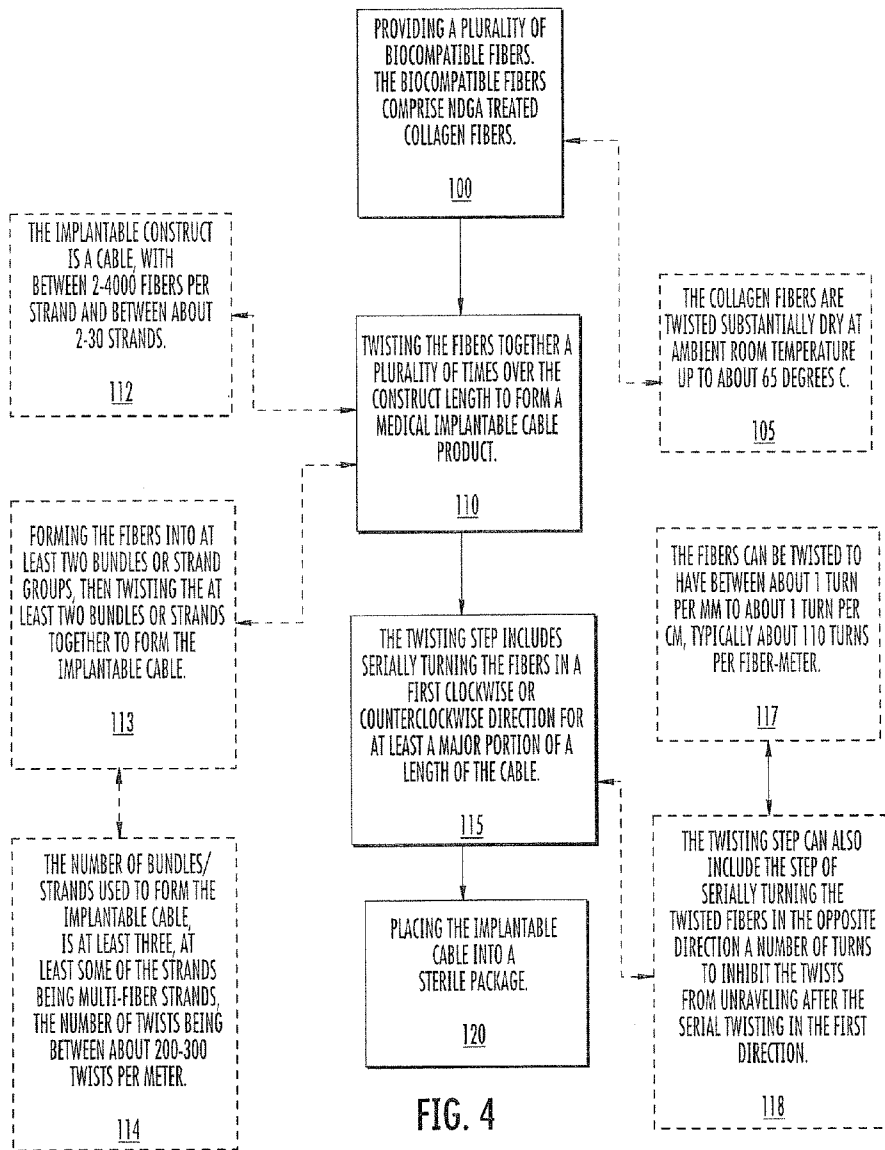 PROVIDING A PLURALITY OF
BIOCOMPATIBLE FIBERS.
THE BIOCOMPATIBLE FIBERS
COMPRISE NDGA TREATED
COLLAGEN FIBERS.
100
THE IMPLANTABLE CONSTRUCT
IS A CABLE, WITH
BETWEEN 2-4000 FIBERS PER
STRAND AND BETWEEN ABOUT
2-30 STRANDS.
112
THE COLLAGEN FIBERS ARE
TWISTED SUBSTANTIALLY DRY AT
AMBIENT ROOM TEMPERATURE
UP TO ABOUT 65 DEGREES C.
105
TWISTING THE FIBERS TOGETHER A
PLURALITY OF TIMES OVER THE
CONSTRUCT LENGTH TO FORM A
MEDICAL IMPLANTABLE CABLE
PRODUCT.
110
FORMING THE FIBERS INTO AT
LEAST TWO BUNDLES OR STRAND
GROUPS, THEN TWISTING THE AT
LEAST TWO BUNDLES OR STRANDS
TOGETHER TO FORM THE
IMPLANTABLE CABLE.
113
THE FIBERS CAN BE TWISTED TO
HAVE BETWEEN ABOUT 1 TURN
PER MM TO ABOUT 1 TURN PER
CM, TYPICALLY ABOUT 110 TURNS
PER FIBER-METER.
117
THE TWISTING STEP INCLUDES
SERIALLY TURNING THE FIBERS IN A
FIRST CLOCKWISE OR
COUNTERCLOCKWISE DIRECTION FOR
AT LEAST A MAJOR PORTION OF A
LENGTH OF THE CABLE.
115
THE NUMBER OF BUNDLES/
STRANDS USED TO FORM THE
IMPLANTABLE CABLE,
IS AT LEAST THREE, AT
LEAST SOME OF THE STRANDS
BEING MULTI-FIBER STRANDS,
THE NUMBER OF TWISTS BEING
BETWEEN ABOUT 200-300
TWISTS PER METER.
114
THE TWISTING STEP CAN ALSO
INCLUDE THE STEP OF
SERIALLY TURNING THE
TWISTED FIBERS IN THE OPPOSITE
DIRECTION A NUMBER OF TURNS
TO INHIBIT THE TWISTS
FROM UNRAVELING AFTER THE
SERIAL TWISTING IN THE FIRST
DIRECTION.
118
PLACING THE IMPLANTABLE
CABLE INTO A
STERILE PACKAGE.
120
FIG. 4